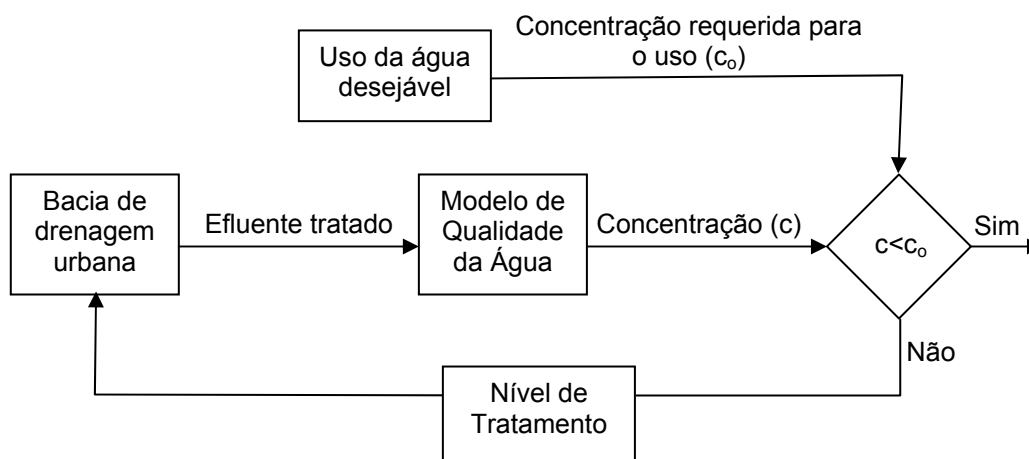 Concentração requerida para
o uso (cₒ)
Uso da água
desejável
Bacia de
drenagem
urbana
Efluente tratado
Modelo de
Qualidade
da Água
Concentração (c)
c<cₒ
Sim
Não
Nível de
Tratamento